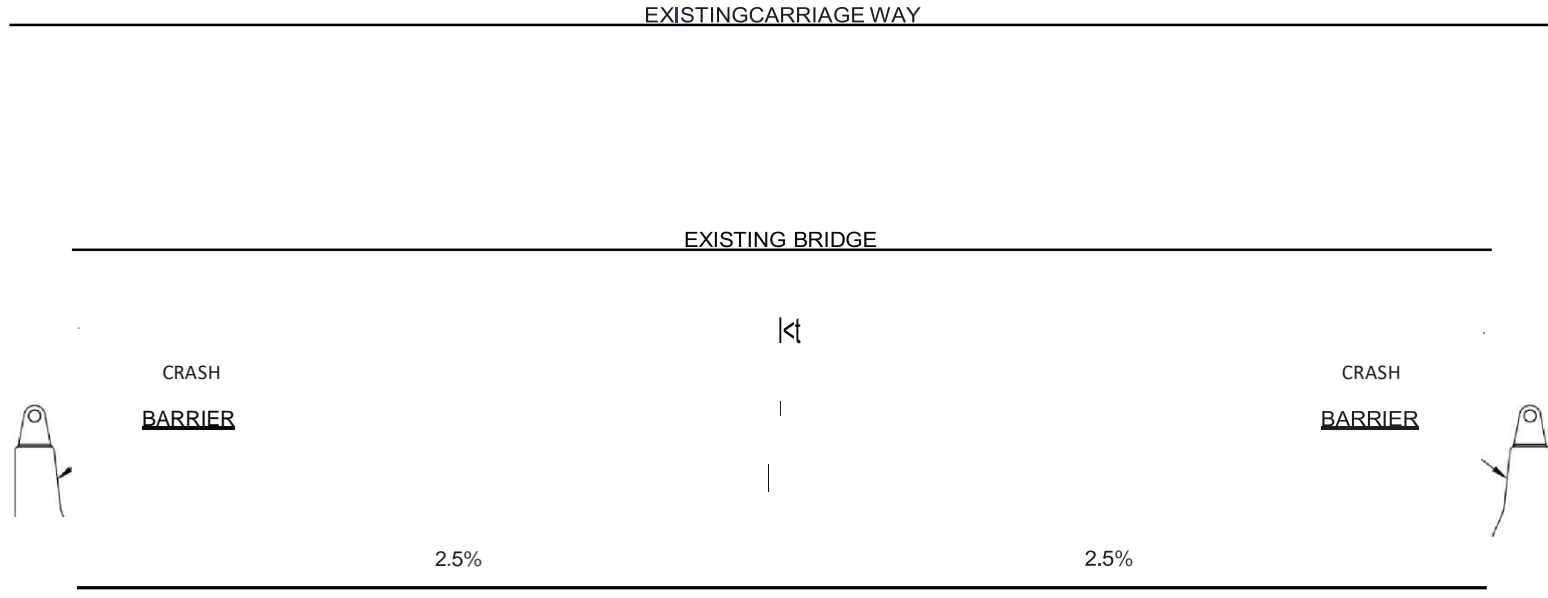 EXISTINGCARRIAGE WAY
EXISTING BRIDGE
|<t
CRASH
CRASH
BARRIER
BARRIER
2.5%
2.5%